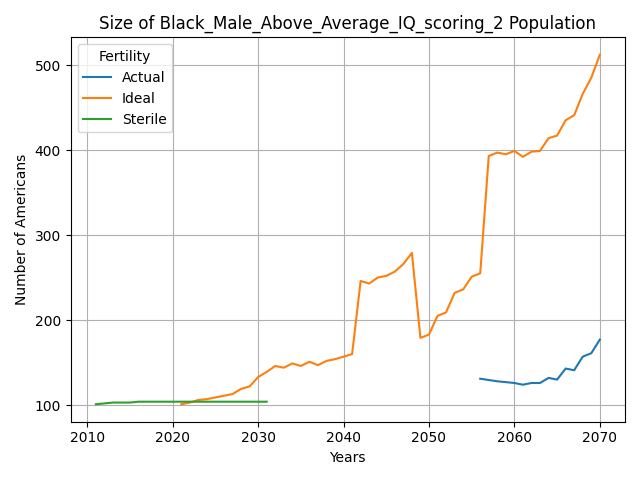 Size of Black_Male_Above_Average_IQ_scoring_2 Population
Fertility
Actual
Ideal
Sterile
Number of Americans
500
400
300
200
100
2010 2020 2030 2040 2050 2060 2070
Years